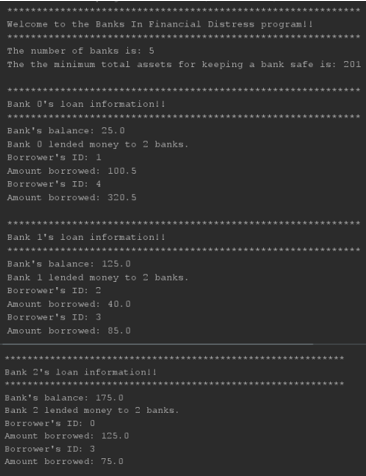 ************************************************************
Welcome to the Banks In Financial Distress program!!
************************************************************
The number of banks is: 5
The the minimum total assets for keeping a bank safe is: 201
************************************************************
Bank 0's loan information!!
************************************************************
Bank's balance: 25.0
Bank 0 lended money to 2 banks.
Borrower's ID: 1
Amount borrowed: 100.5
Borrower's ID: 4
Amount borrowed: 320.5
************************************************************
Bank 1's loan information!!
************************************************************
Bank's balance: 125.0
Bank 1 lended money to 2 banks.
Borrower's ID: 2
Amount borrowed: 40.0
Borrower's ID: 3
Amount borrowed: 85.0
************************************************************
Bank 2's loan information!!
************************************************************
Bank's balance: 175.0
Bank 2 lended money to 2 banks.
Borrower's ID: 0
Amount borrowed: 125.0
Borrower's ID: 3
Amount borrowed: 75.0